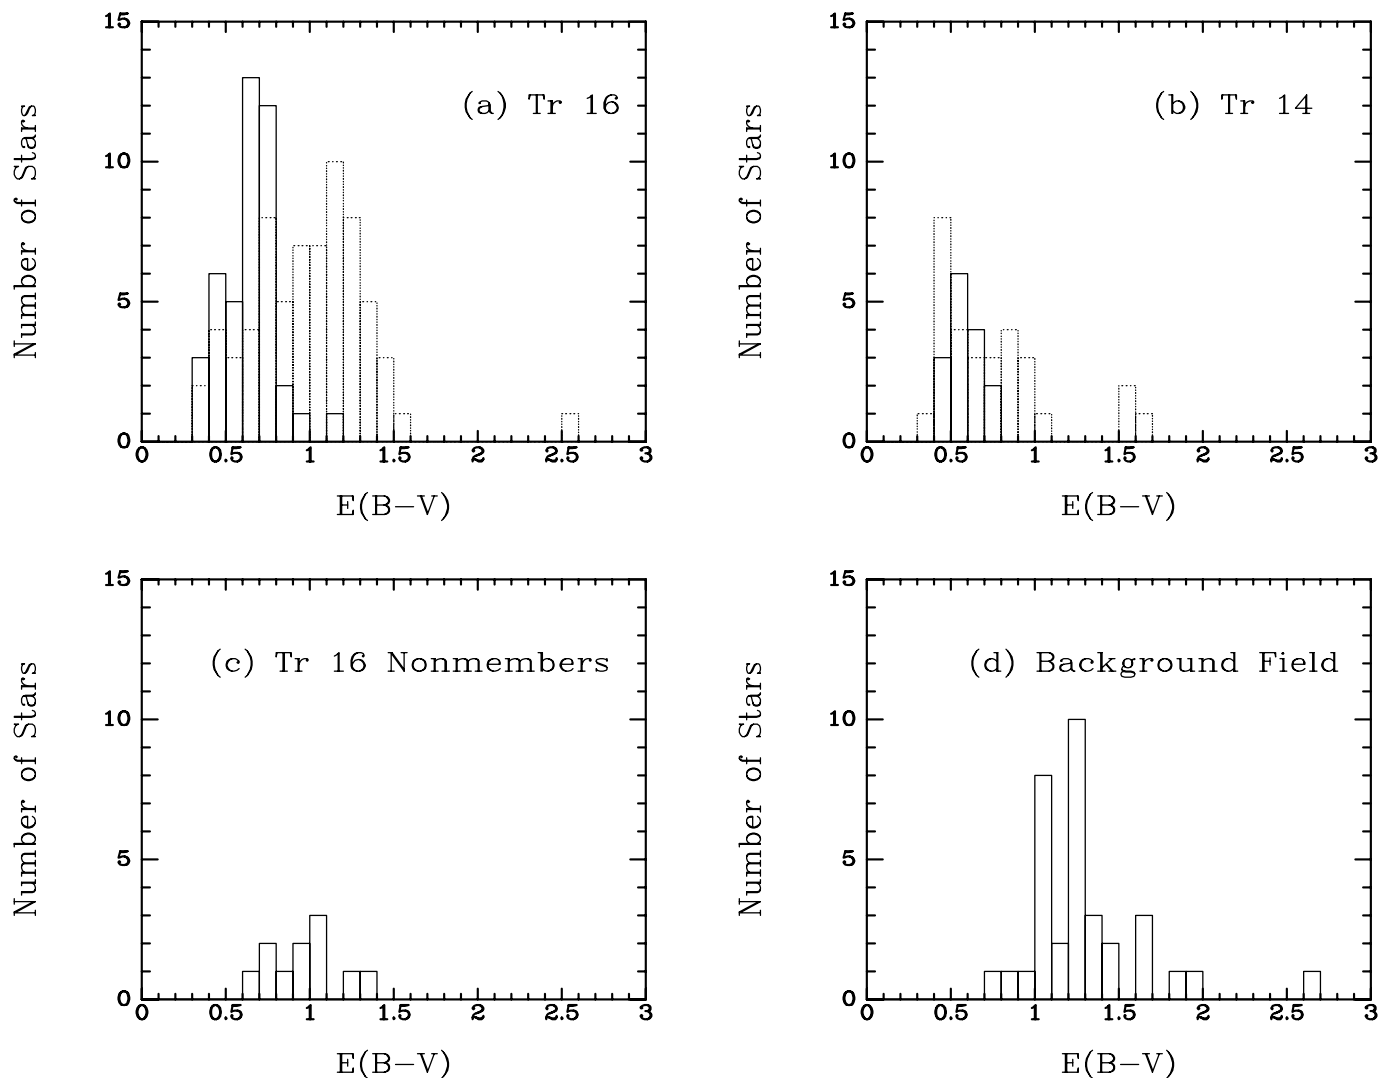 15
10
5
0
0 0.5 1 1.5 2 2.5 3
Number of Stars
E(B−V)
(a) Tr 16
15
10
5
0
0 0.5 1 1.5 2 2.5 3
Number of Stars
E(B−V)
(b) Tr 14
15
10
5
0
0 0.5 1 1.5 2 2.5 3
Number of Stars
E(B−V)
(c) Tr 16 Nonmembers
15
10
5
0
0 0.5 1 1.5 2 2.5 3
Number of Stars
E(B−V)
(d) Background Field